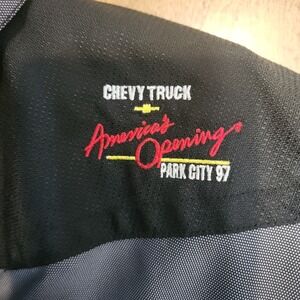 CHEVY TRUCK
America's
Opening
PARK CITY 97